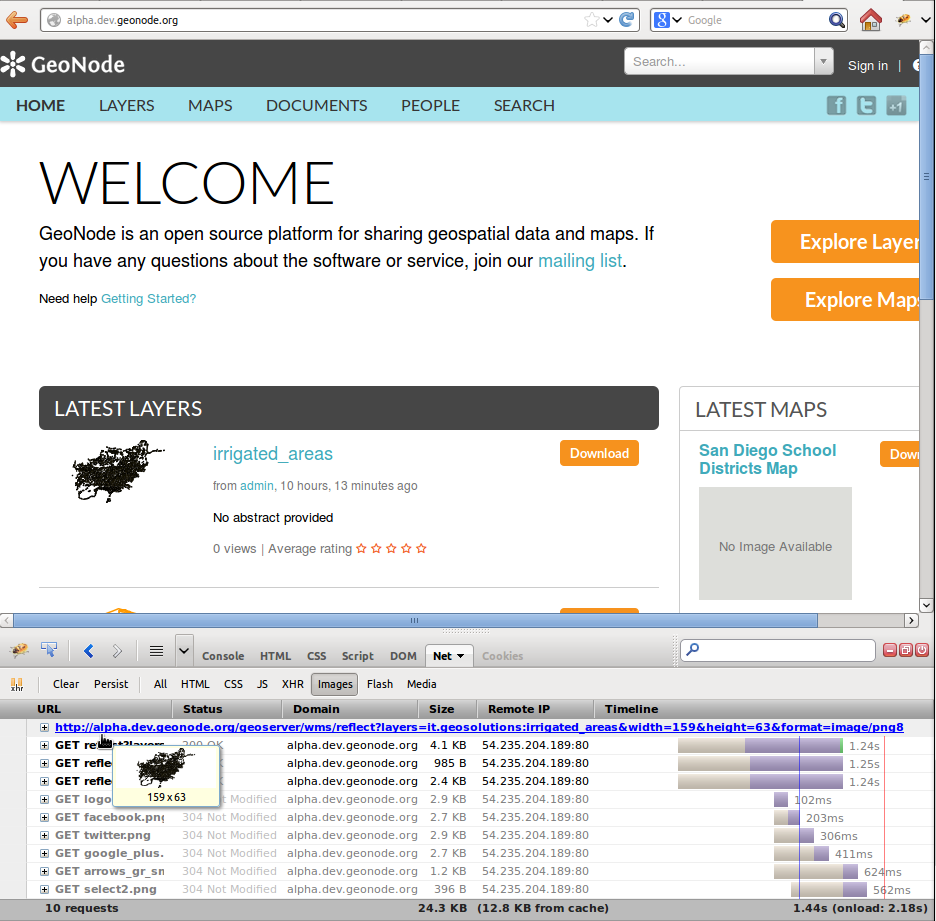 alpha.dev.geonode.org
Google
GeoNode
Search...
Sign in |
HOME LAYERS MAPS DOCUMENTS PEOPLE SEARCH
f t +1
WELCOME
GeoNode is an open source platform for sharing geospatial data and maps. If
you have any questions about the software or service, join our mailing list.
Need help Getting Started?
Explore Layer
Explore Maps
LATEST LAYERS
irrigated_areas
Download
from admin, 10 hours, 13 minutes ago
No abstract provided
0 views | Average rating
LATEST MAPS
San Diego School
Districts Map
Down
No Image Available
Console HTML CSS Script DOM Net Cookies
Clear Persist All HTML CSS JS XHR Images Flash Media
URL Status Domain Size Remote IP Timeline
http://alpha.dev.geonode.org/geoserver/wms/reflect?layers=it.geosolutions:irrigated_areas&width=159&height=63&format=image/png8
GET reflect?layers 200 OK alpha.dev.geonode.org 4.1 KB 54.235.204.189:80 1.24s
GET refle alpha.dev.geonode.org 985 B 54.235.204.189:80 1.25s
GET refle alpha.dev.geonode.org 2.4 KB 54.235.204.189:80 1.24s
159 x 63
GET logo t Modified alpha.dev.geonode.org 2.9 KB 54.235.204.189:80 102ms
GET facebook.png 304 Not Modified alpha.dev.geonode.org 2.7 KB 54.235.204.189:80 203ms
GET twitter.png 304 Not Modified alpha.dev.geonode.org 2.9 KB 54.235.204.189:80 306ms
GET google_plus. 304 Not Modified alpha.dev.geonode.org 2.7 KB 54.235.204.189:80 411ms
GET arrows_gr_sn 304 Not Modified alpha.dev.geonode.org 1.2 KB 54.235.204.189:80 624ms
GET select2.png 304 Not Modified alpha.dev.geonode.org 396 B 54.235.204.189:80 562ms
10 requests 24.3 KB (12.8 KB from cache) 1.44s (onload: 2.18s)